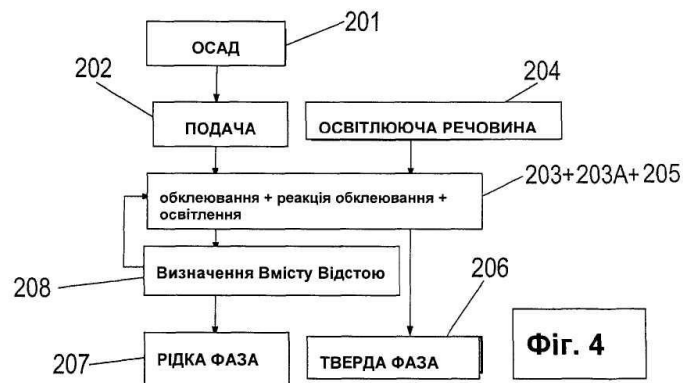 201
ОСАД
202
204
ПОДАЧА
ОСВІТЛЮЮЧА РЕЧОВИНА
203+203A+205
обклеювання + реакція обклеювання +
освітлення
Визначення Вмісту Відстою
208
206
207
РІДКА ФАЗА
ТВЕРДА ФАЗА
Фіг. 4